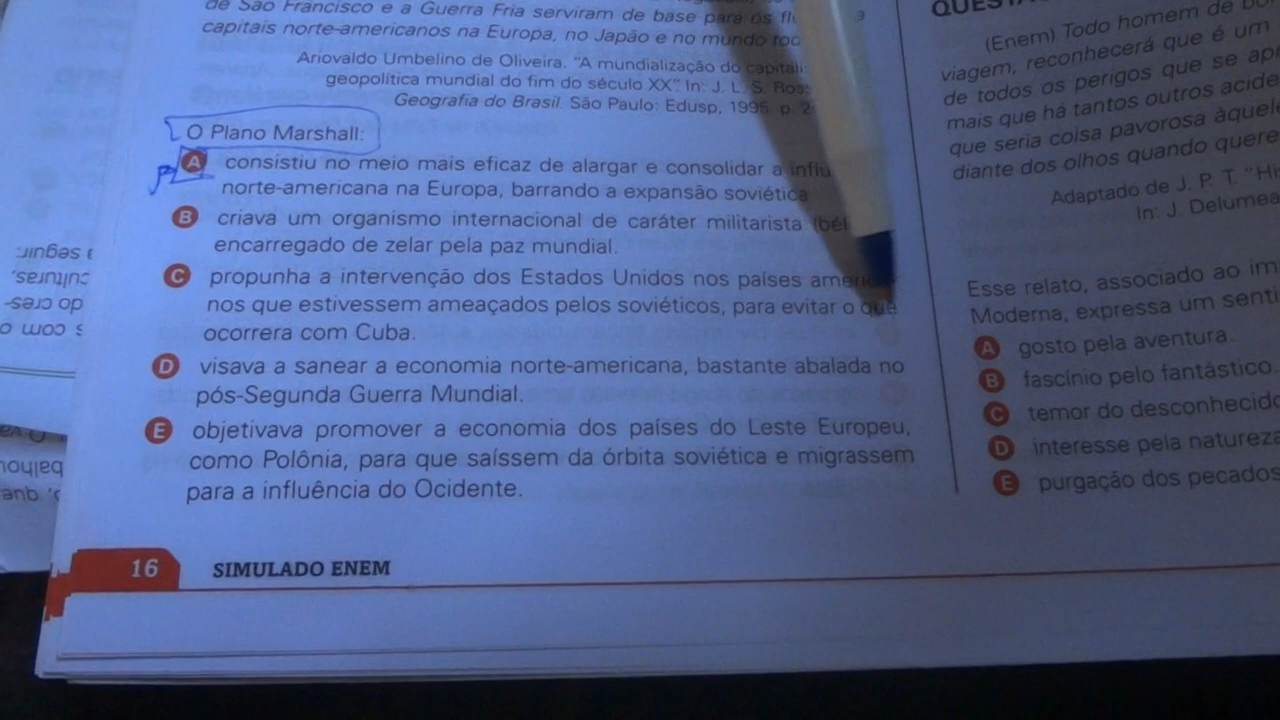 de São Francisco e a Guerra Fria serviram de base para os
capitais norte-americanos na Europa, no Japão e no mundo
Ariovaldo Umbelino de Oliveira. "A mundialização do
geopolítica mundial do fim do século XX". In: J. L. S.
Geografia do Brasil. São Paulo: Edusp, 1995. p.
O Plano Marshall:
A consistiu no meio mais eficaz de alargar e consolidar a
norte-americana na Europa, barrando a expansão soviética
B criava um organismo internacional de caráter militarista
encarregado de zelar pela paz mundial.
C propunha a intervenção dos Estados Unidos nos países
nos que estivessem ameaçados pelos soviéticos, para evitar o que
ocorrera com Cuba.
D visava a sanear a economia norte-americana, bastante abalada no
pós-Segunda Guerra Mundial.
E objetivava promover a economia dos países do Leste Europeu,
como Polônia, para que saíssem da órbita soviética e migrassem
para a influência do Ocidente.
16 SIMULADO ENEM
(Enem) Todo homem de
viagem, reconhecerá que é um
de todos os perigos que se
mais que há tantos outros
que seria coisa pavorosa
diante dos olhos quando
Adaptado de J. P. T.
In: J.
Esse relato, associado ao
Moderna, expressa um
A gosto pela aventura.
B fascínio pelo fantástico
C temor do
D interesse pela
E purgação dos pecados
a seguir:
culturas,
do
s com o